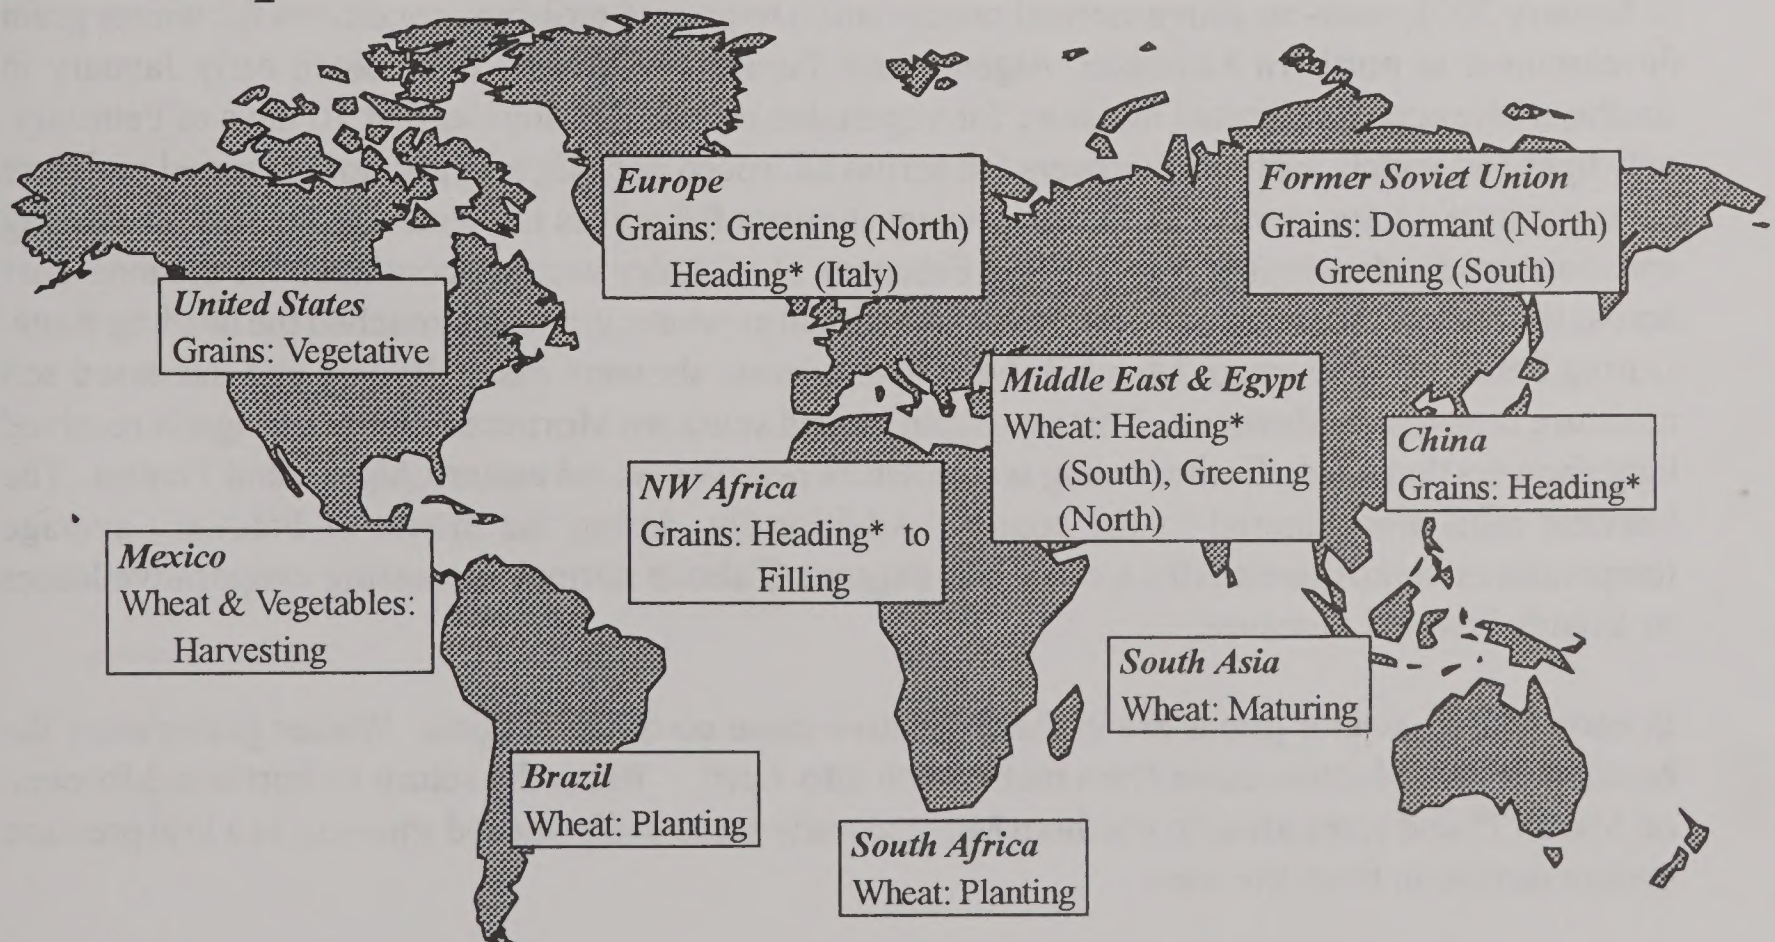 Europe
Grains: Greening (North)
Heading* (Italy)
Former Soviet Union
Grains: Dormant (North)
Greening (South)
United States
Grains: Vegetative
Middle East & Egypt
Wheat: Heading*
(South), Greening
(North)
China
Grains: Heading*
NW Africa
Grains: Heading* to
Filling
Mexico
Wheat & Vegetables:
Harvesting
South Asia
Wheat: Maturing
Brazil
Wheat: Planting
South Africa
Wheat: Planting